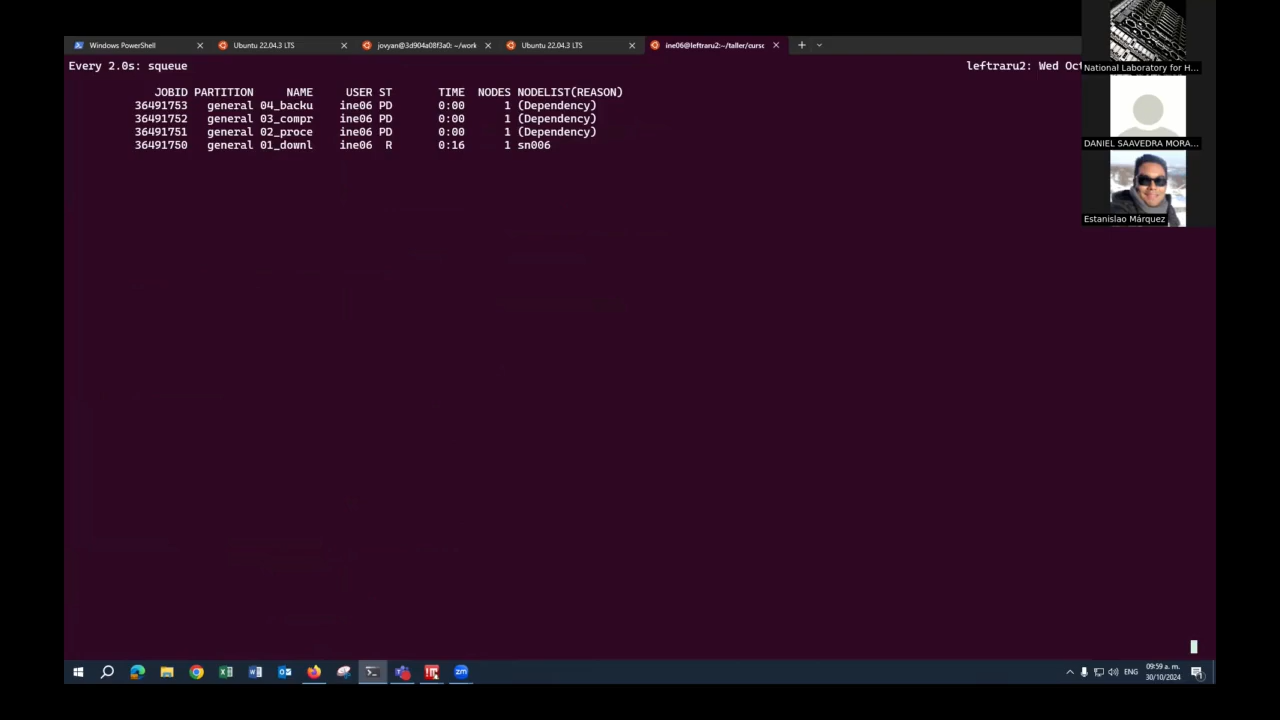 Windows PowerShell
Ubuntu 22.04.3 LTS
jovyan@3d904a08f3a0: ~/work
Ubuntu 22.04.3 LTS
ine06@leftraru2:~/taller/curso
Every 2.0s: squeue
leftraru2: Wed Oct
JOBID PARTITION NAME USER ST TIME NODES NODELIST(REASON)
36491753 general 04_backu ine06 PD 0:00 1 (Dependency)
36491752 general 03_compr ine06 PD 0:00 1 (Dependency)
36491751 general 02_proce ine06 PD 0:00 1 (Dependency)
36491750 general 01_downl ine06 R 0:16 1 sn006
National Laboratory for H...
DANIEL SAAVEDRA MORA...
Estanislao Márquez
ENG
09:59 a. m.
30/10/2024